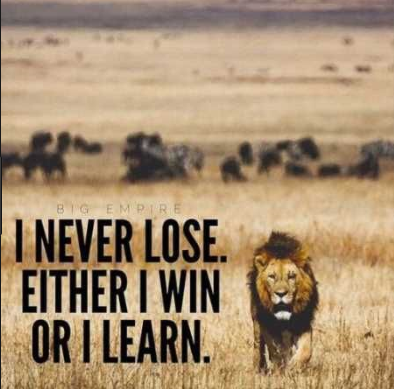 BIG EMPIRE
I NEVER LOSE.
EITHER I WIN
OR I LEARN.